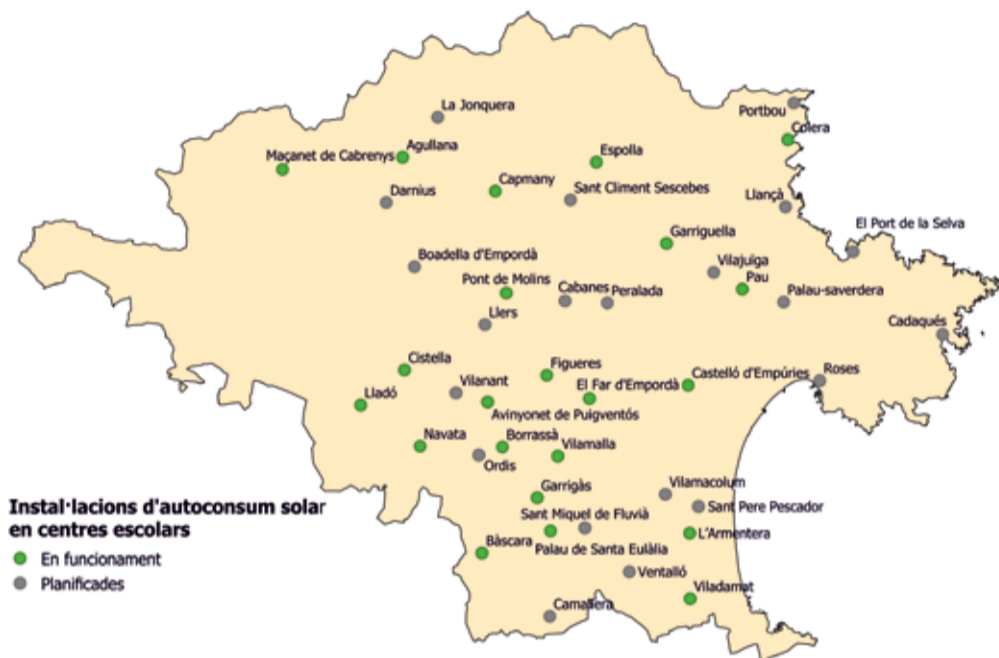 La Jonquera
Portbou
Colera
Agullana
Maçanet de Cabrenys
Espolla
Capmany
Sant Climent Sescebes
Darnius
Llançà
El Port de la Selva
Garriguella
Boadella d'Empordà
Vilajuïga
Pont de Molins
Pau
Cabanes
Peralada
Palau-saverdera
Llers
Cadaqués
Cistella
Figueres
Roses
Vilanant
El Far d'Empordà
Castelló d'Empúries
Lladó
Avinyonet de Puigventós
Navata
Borrassà
Vilamalla
Ordis
Garrigàs
Vilamacolum
Sant Pere Pescador
Sant Miquel de Fluvià
L'Armentera
Bàscara
Palau de Santa Eulàlia
Ventalló
Viladamat
Camallera
Instal·lacions d'autoconsum solar
en centres escolars
En funcionament
Planificades